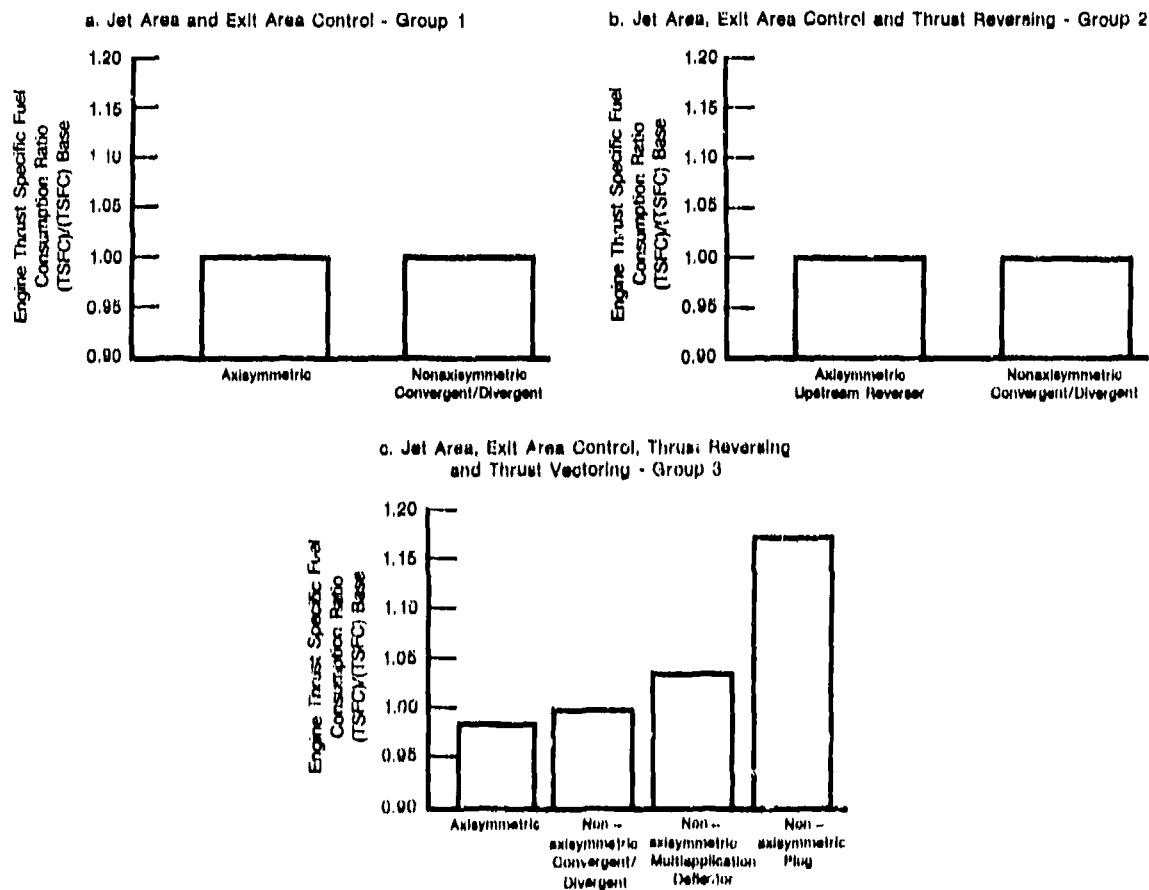 a. Jet Area and Exit Area Control - Group 1
Engine Thrust Specific Fuel
Consumption Ratio
(TSFC)/(TSFC) Base
1.20
1.15
1.10
1.05
1.00
0.95
0.90
Axisymmetric
Nonaxisymmetric
Convergent/Divergent
b. Jet Area, Exit Area Control and Thrust Reversing - Group 2
Engine Thrust Specific Fuel
Consumption Ratio
(TSFC)/(TSFC) Base
1.20
1.15
1.10
1.05
1.00
0.95
0.90
Axisymmetric
Upstream Reverser
Nonaxisymmetric
Convergent/Divergent
c. Jet Area, Exit Area Control, Thrust Reversing
and Thrust Vectoring - Group 3
Engine Thrust Specific Fuel
Consumption Ratio
(TSFC)/(TSFC) Base
1.20
1.15
1.10
1.05
1.00
0.95
0.90
Axisymmetric
Non -
axisymmetric
Convergent/
Divergent
Non -
axisymmetric
Multiapplication
Deflector
Non -
axisymmetric
Plug